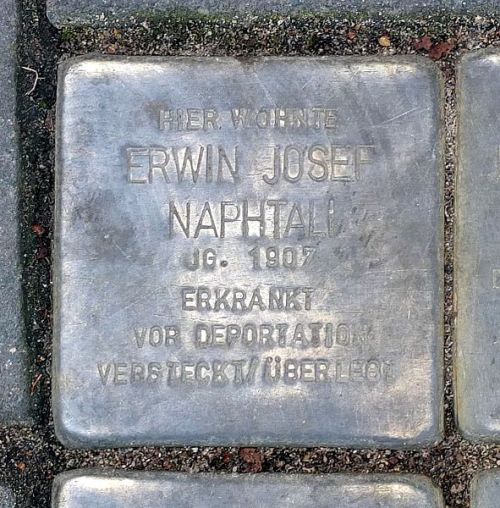 HIER WOHNTE
ERWIN JOSEF
NAPHTALI
JG. 1907
ERKRANKT
VOR DEPORTATION
VERSTECKT/ÜBERLEBT